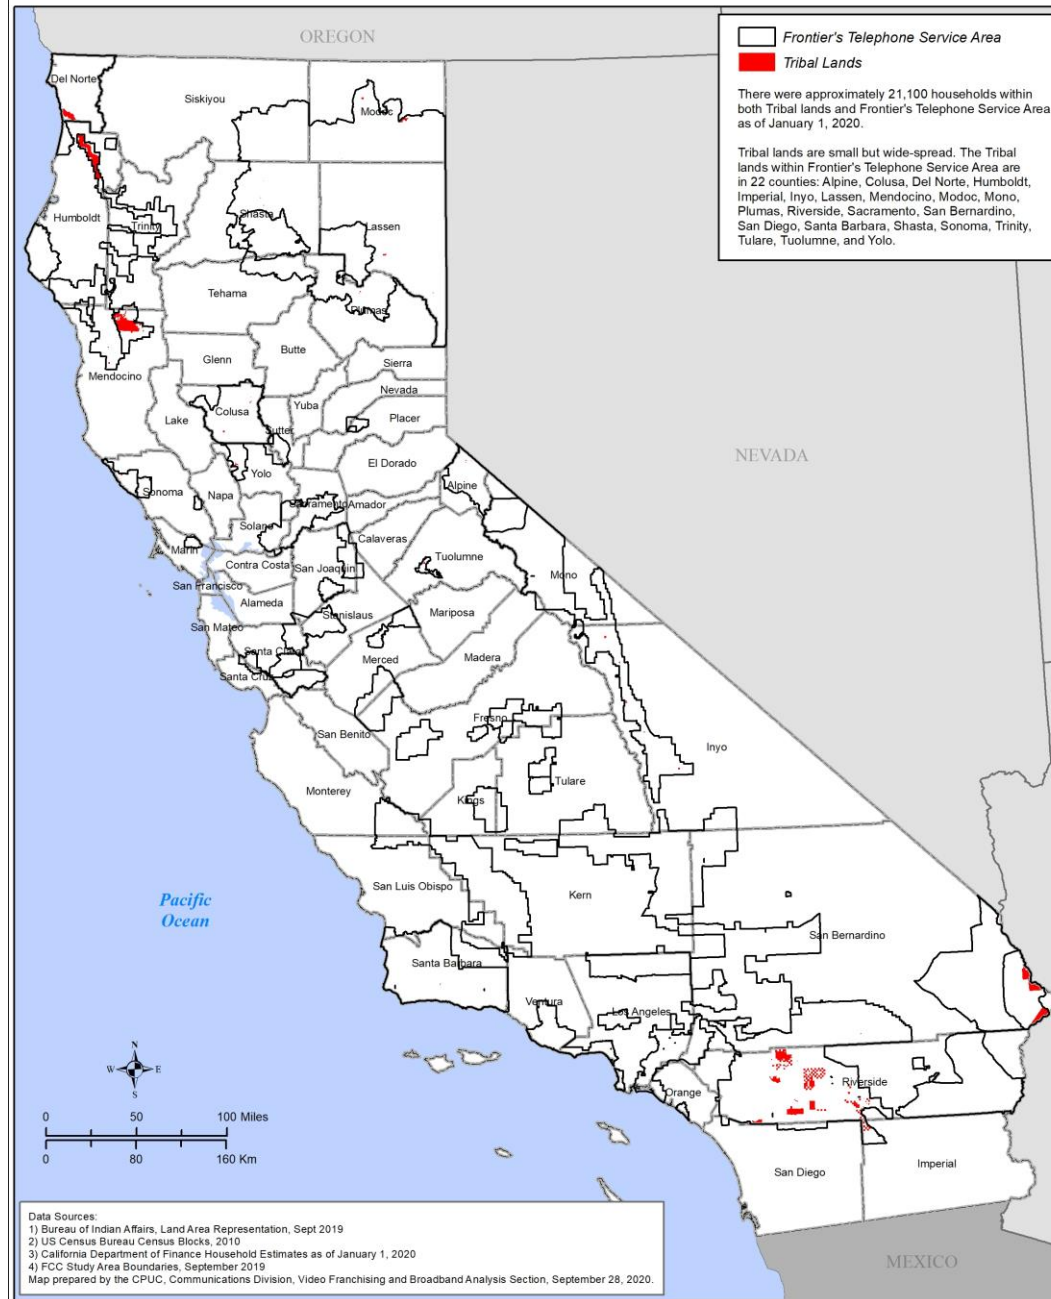 Frontier's Telephone Service Area
Tribal Lands
There were approximately 21,100 households within
both Tribal lands and Frontier's Telephone Service Area
as of January 1, 2020.
Tribal lands are small but wide-spread. The Tribal
lands within Frontier's Telephone Service Area are
in 22 counties: Alpine, Colusa, Del Norte, Humboldt,
Imperial, Inyo, Lassen, Mendocino, Modoc, Mono,
Plumas, Riverside, Sacramento, San Bernardino,
San Diego, Santa Barbara, Shasta, Sonoma, Trinity,
Tulare, Tuolumne, and Yolo.
OREGON
Del Norte
Siskiyou
Modoc
Humboldt
Trinity
Shasta
Lassen
Tehama
Plumas
Mendocino
Glenn
Butte
Sierra
Nevada
Lake
Colusa
Yuba
Sutter
Placer
NEVADA
Yolo
El Dorado
Sonoma
Napa
Sacramento
Amador
Alpine
Solano
Marin
Calaveras
Tuolumne
Contra Costa
San Joaquin
Mono
San Francisco
Alameda
Stanislaus
Mariposa
San Mateo
Santa Clara
Merced
Madera
Santa Cruz
Fresno
San Benito
Inyo
Monterey
Kings
Tulare
San Luis Obispo
Kern
Pacific
Ocean
San Bernardino
Santa Barbara
Ventura
Los Angeles
Orange
Riverside
San Diego
Imperial
MEXICO
N
W
E
S
0 50 100 Miles
0 80 160 Km
Data Sources:
1) Bureau of Indian Affairs, Land Area Representation, Sept 2019
2) US Census Bureau Census Blocks, 2010
3) California Department of Finance Household Estimates as of January 1, 2020
4) FCC Study Area Boundaries, September 2019
Map prepared by the CPUC, Communications Division, Video Franchising and Broadband Analysis Section, September 28, 2020.